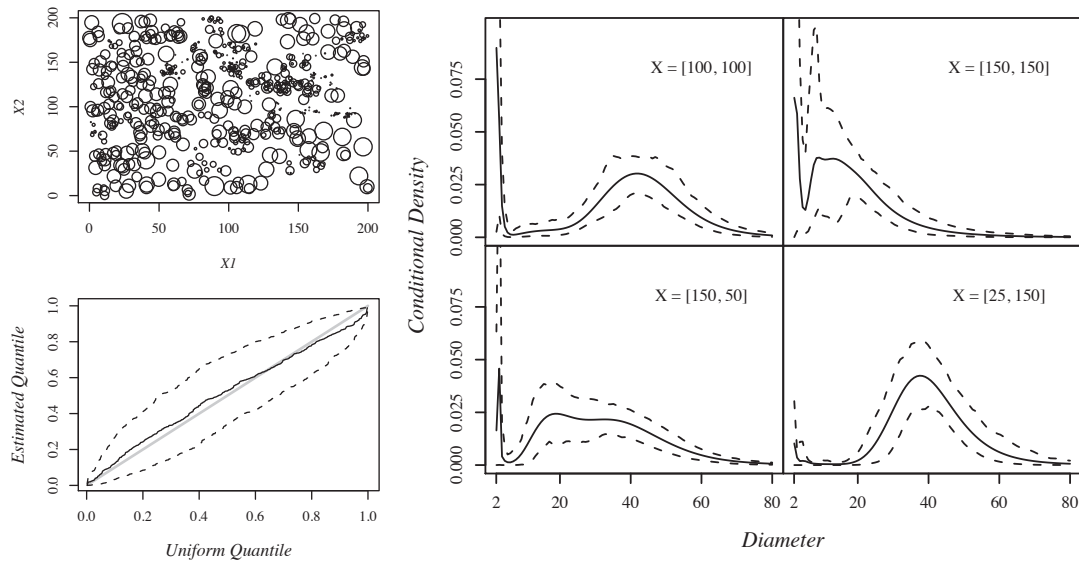 X2
0 50 100 150 200
0 50 100 150 200
X1
Estimated Quantile
0.0 0.2 0.4 0.6 0.8 1.0
0.0 0.2 0.4 0.6 0.8 1.0
Uniform Quantile
Conditional Density
0.000 0.025 0.050 0.075
X = [100, 100]
X = [150, 150]
0.000 0.025 0.050 0.075
X = [150, 50]
X = [25, 150]
2 20 40 60 80
2 20 40 60 80
Diameter